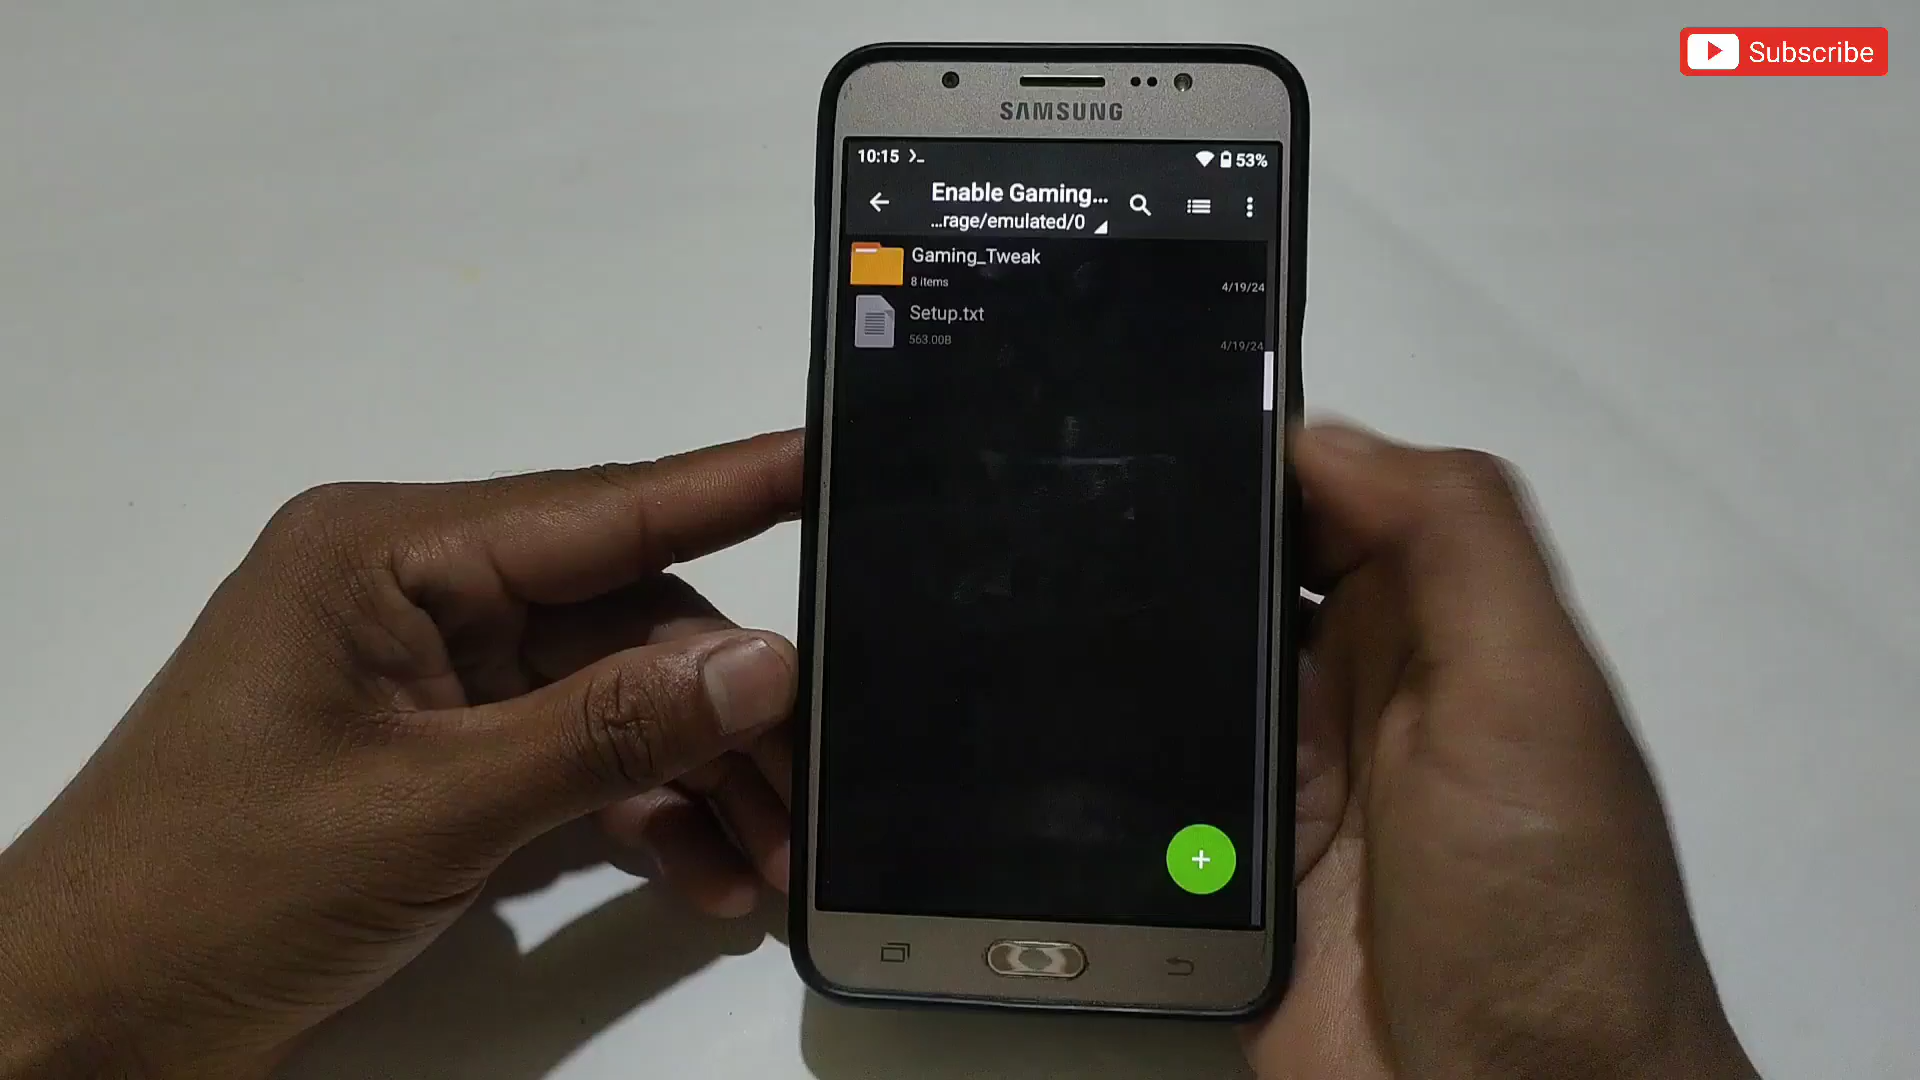 Subscribe
SAMSUNG
10:15
53%
Enable Gaming...
...rage/emulated/0
Gaming_Tweak
8 items
4/19/24
Setup.txt
563.00B
4/19/24